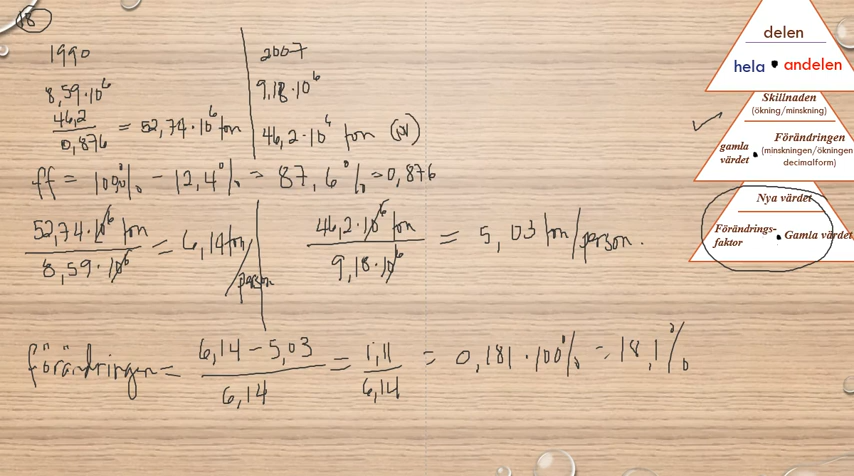 18
1990
2007
8,59·10⁶
9,18·10⁶
46,2/0,876 = 52,74·10⁶ ton
46,2·10⁶ ton (nv)
ff = 100% - 12,4% = 87,6% = 0,876
52,74·10⁶ ton / 8,59·10⁶ = 6,14 ton/person
46,2·10⁶ ton / 9,18·10⁶ = 5,03 ton/person.
förändringen = 6,14 - 5,03 / 6,14 = 1,11 / 6,14 = 0,181·100% = 18,1%
delen
hela · andelen
Skillnaden
(ökning/minskning)
gamla värdet · Förändringen
(minskningen/ökningen
decimalform)
Nya värdet
Förändrings-
faktor · Gamla värdet